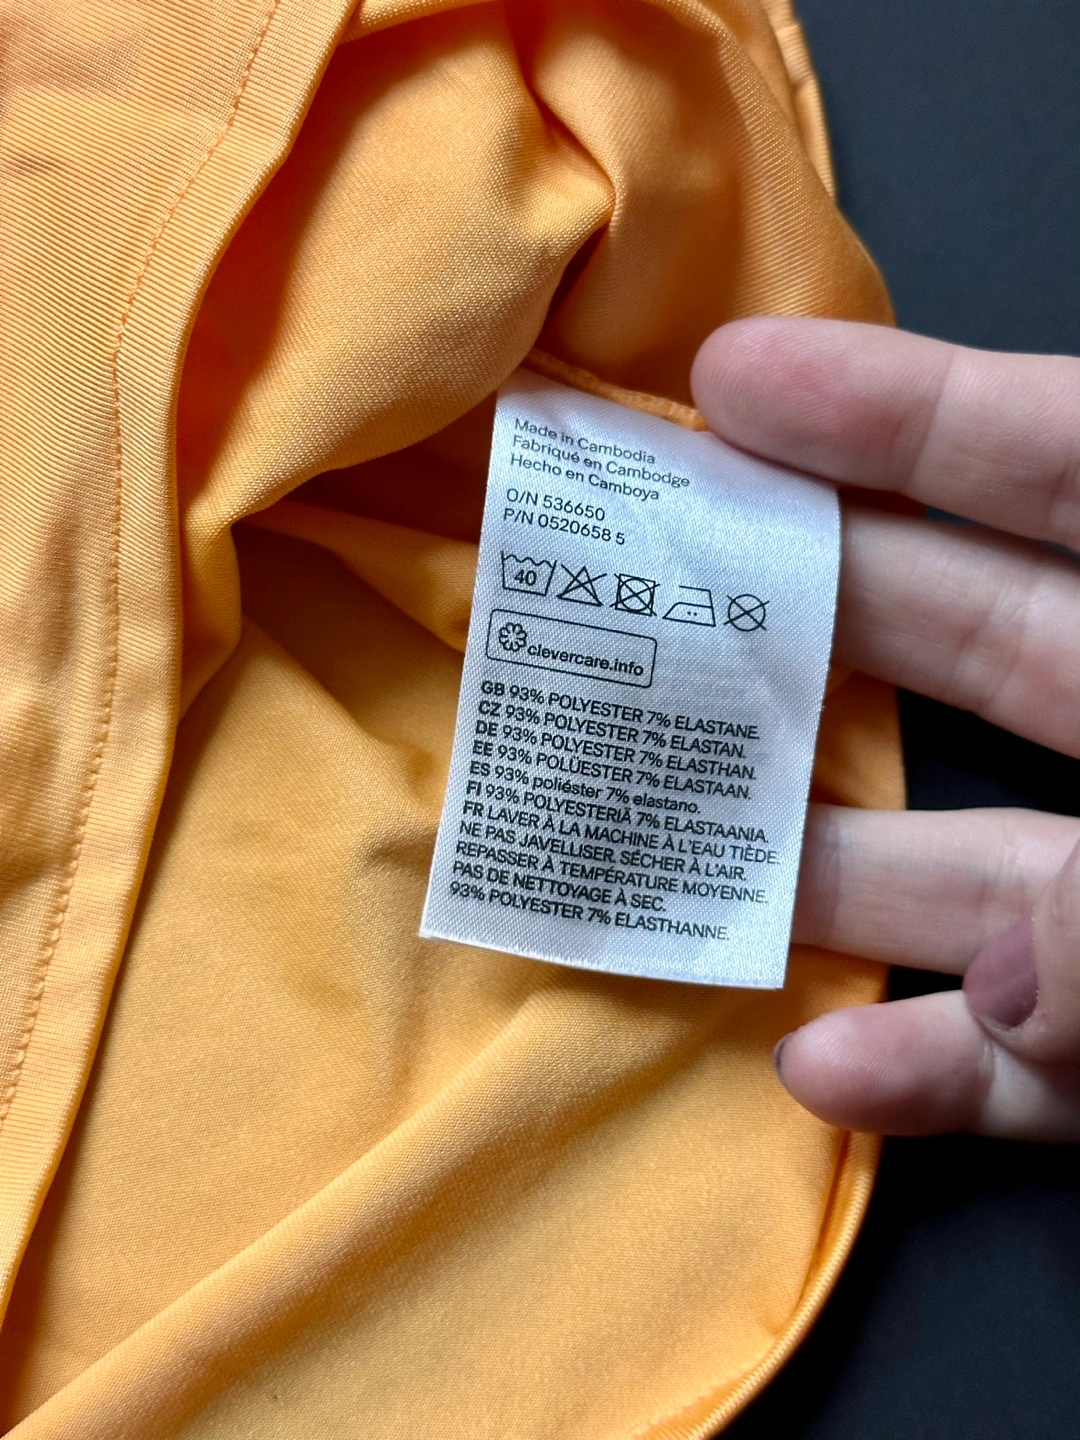 Made in Cambodia
Fabriqué en Cambodge
Hecho en Camboya
O/N 536650
P/N 0520658 5
40
clevercare.info
GB 93% POLYESTER 7% ELASTANE.
CZ 93% POLYESTER 7% ELASTAN.
DE 93% POLYESTER 7% ELASTHAN.
EE 93% POLÜESTER 7% ELASTAAN.
ES 93% poliéster 7% elastano.
FI 93% POLYESTERIÄ 7% ELASTAANIA.
FR LAVER À LA MACHINE À L'EAU TIÈDE.
NE PAS JAVELLISER. SÉCHER À L'AIR.
REPASSER À TEMPÉRATURE MOYENNE.
PAS DE NETTOYAGE À SEC.
93% POLYESTER 7% ELASTHANNE.